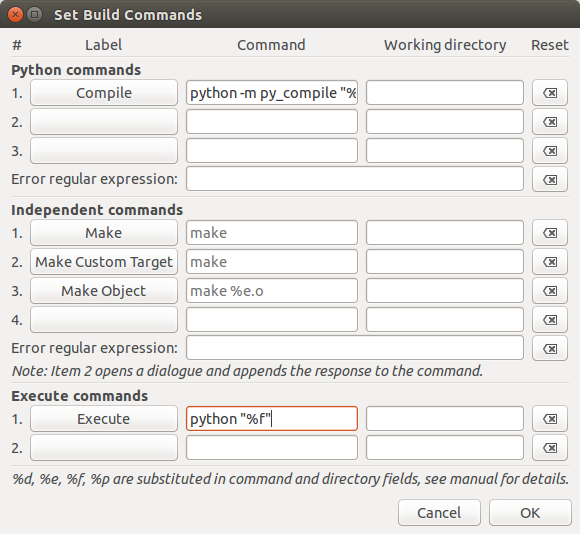 Set Build Commands
# Label Command Working directory Reset
Python commands
1. Compile python -m py_compile "%
2.
3.
Error regular expression:
Independent commands
1. Make make
2. Make Custom Target make
3. Make Object make %e.o
4.
Error regular expression:
Note: Item 2 opens a dialogue and appends the response to the command.
Execute commands
1. Execute python "%f"
2.
%d, %e, %f, %p are substituted in command and directory fields, see manual for details.
Cancel OK